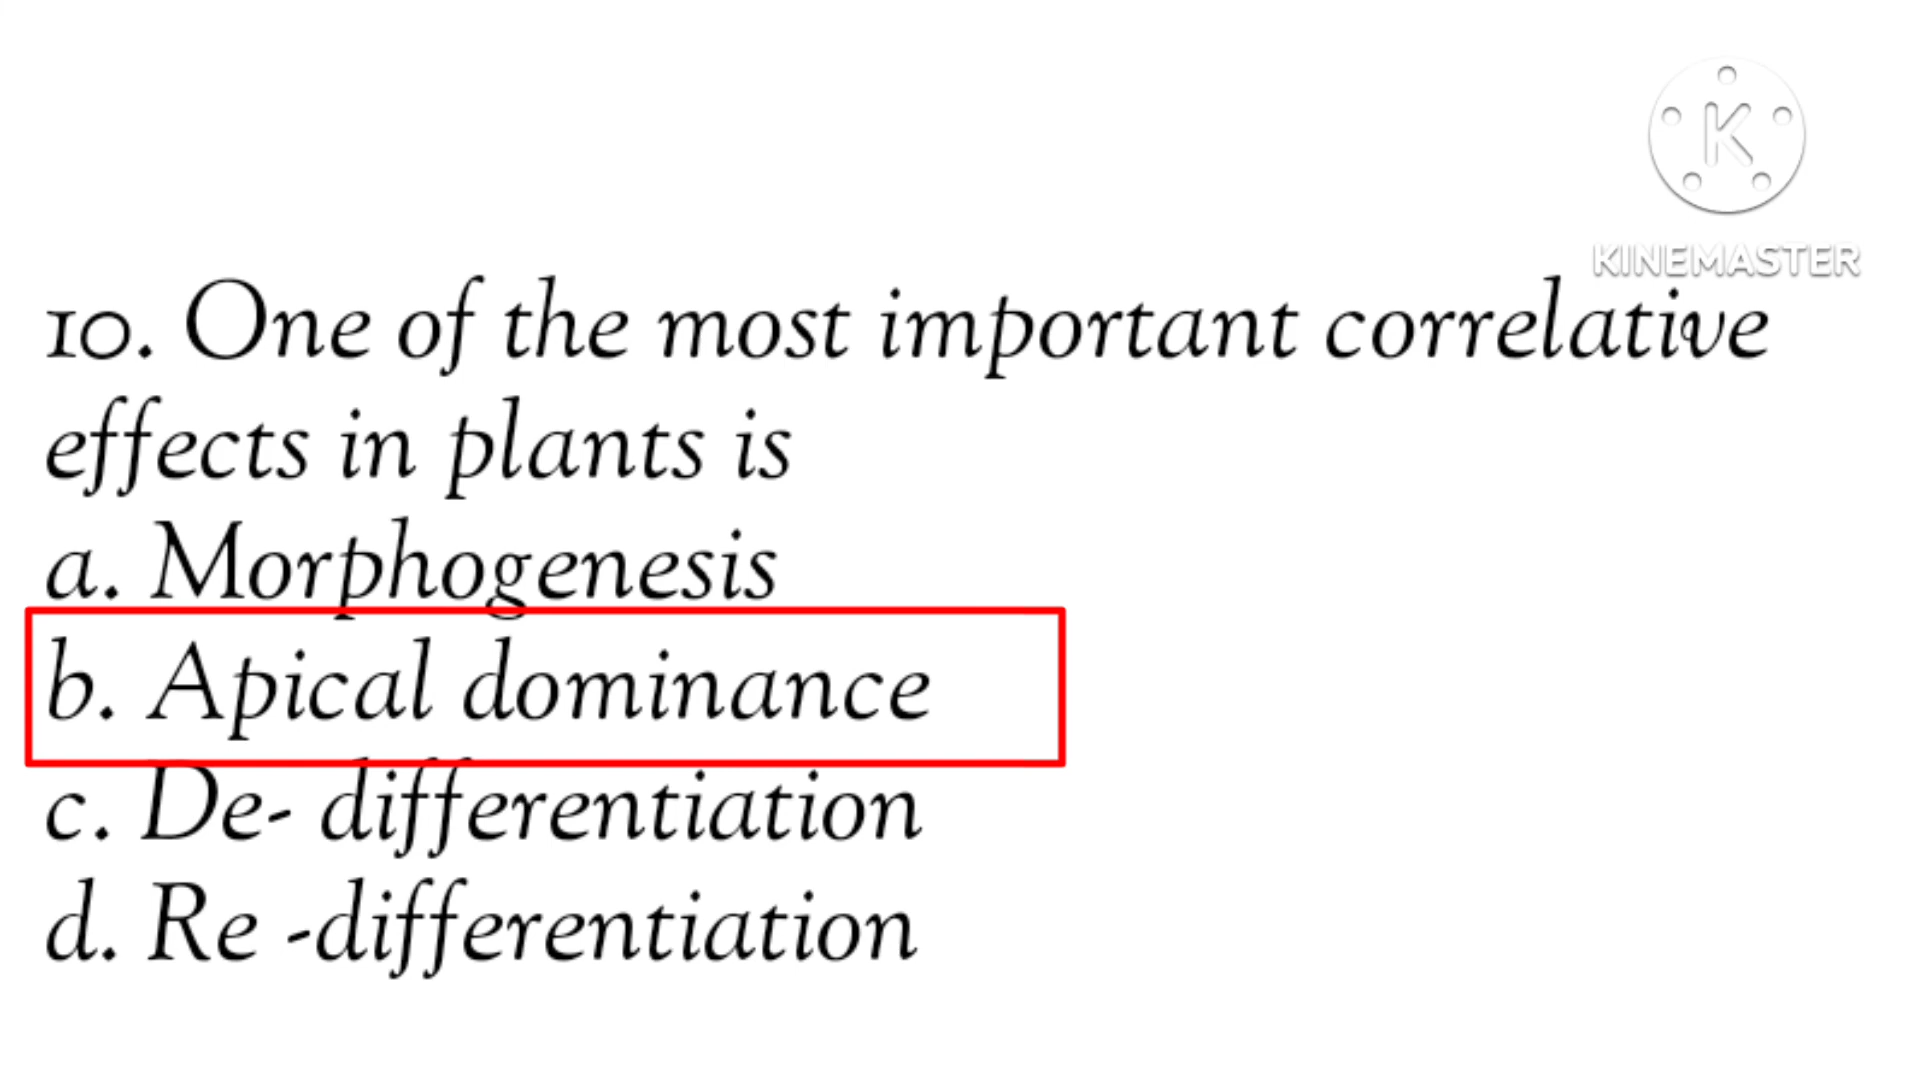 K
KINEMASTER
10. One of the most important correlative
effects in plants is
a. Morphogenesis
b. Apical dominance
c. De- differentiation
d. Re -differentiation